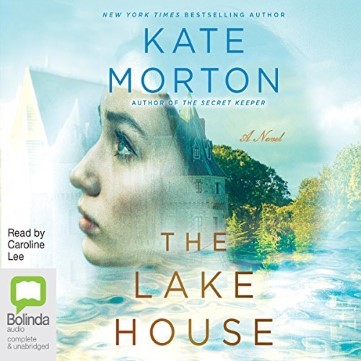 NEW YORK TIMES BESTSELLING AUTHOR
KATE
MORTON
AUTHOR OF THE SECRET KEEPER
A Novel
Read by
Caroline
Lee
THE
LAKE
HOUSE
Bolinda
audio
complete
& unabridged